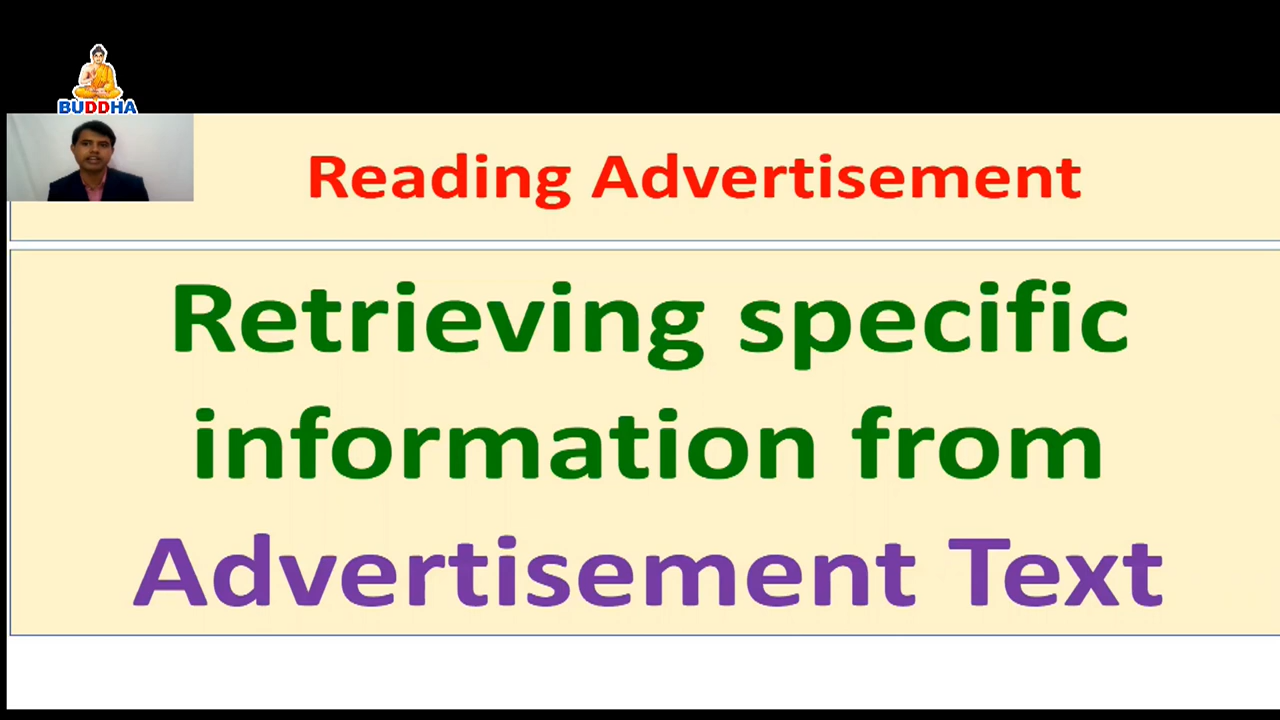 BUDDHA
Reading Advertisement
Retrieving specific
information from
Advertisement Text